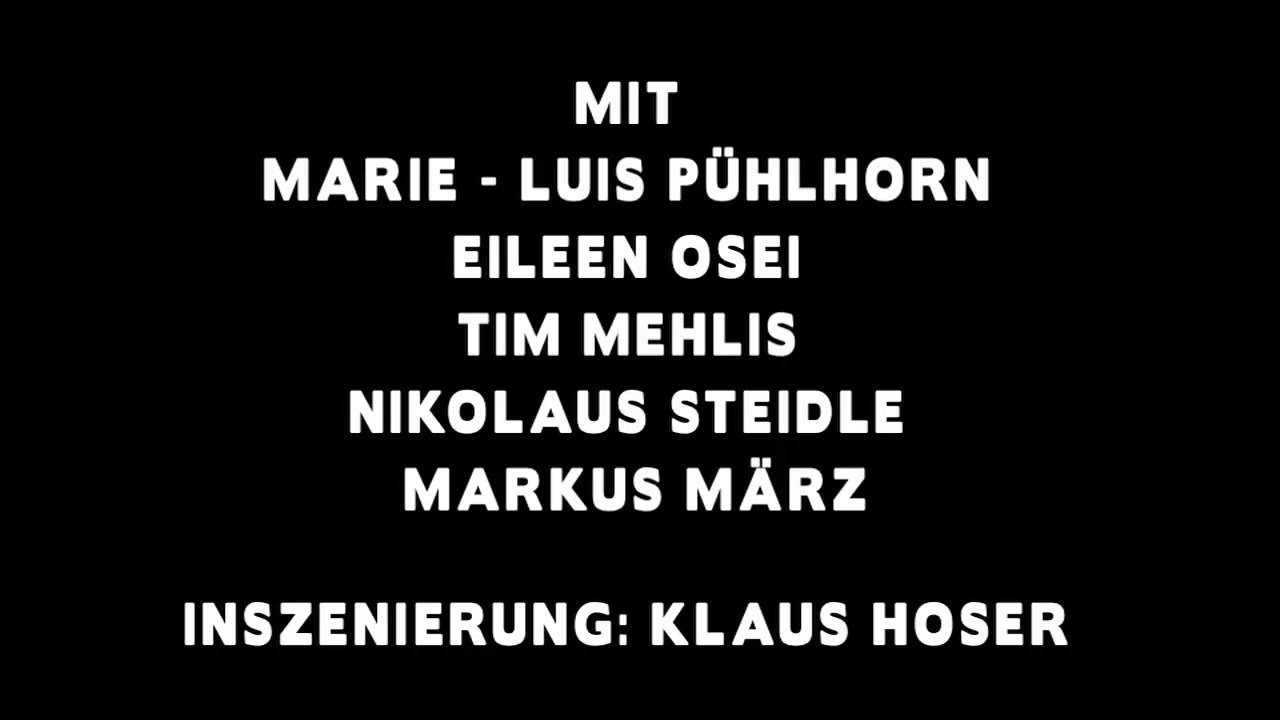 MIT
MARIE - LUIS PÜHLHORN
EILEEN OSEI
TIM MEHLIS
NIKOLAUS STEIDLE
MARKUS MÄRZ
INSZENIERUNG: KLAUS HOSER